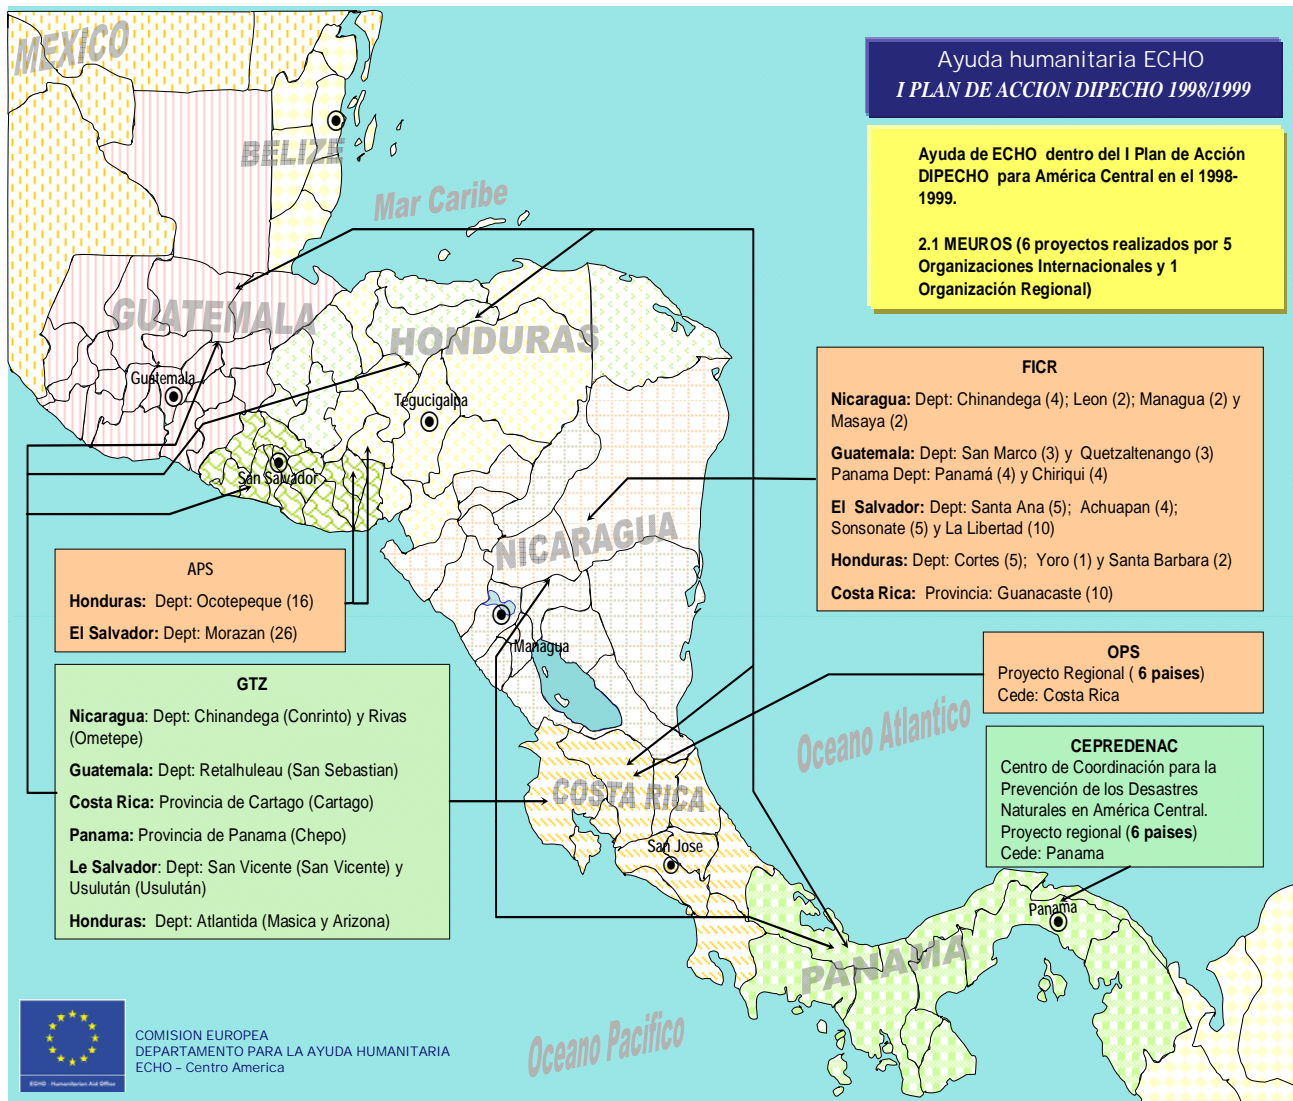 MEXICO
BELIZE
Mar Caribe
GUATEMALA
HONDURAS
Guatemala
Tegucigalpa
San Salvador
NICARAGUA
Managua
COSTA RICA
San Jose
PANAMA
Panama
Oceano Atlantico
Oceano Pacifico
Ayuda humanitaria ECHO
I PLAN DE ACCION DIPECHO 1998/1999
Ayuda de ECHO dentro del I Plan de Acción
DIPECHO para América Central en el 1998-
1999.
2.1 MEUROS (6 proyectos realizados por 5
Organizaciones Internacionales y 1
Organización Regional)
FICR
Nicaragua: Dept: Chinandega (4); Leon (2); Managua (2) y
Masaya (2)
Guatemala: Dept: San Marco (3) y Quetzaltenango (3)
Panama Dept: Panamá (4) y Chiriqui (4)
El Salvador: Dept: Santa Ana (5); Achuapan (4);
Sonsonate (5) y La Libertad (10)
Honduras: Dept: Cortes (5); Yoro (1) y Santa Barbara (2)
Costa Rica: Provincia: Guanacaste (10)
APS
Honduras: Dept: Ocotepeque (16)
El Salvador: Dept: Morazan (26)
GTZ
Nicaragua: Dept: Chinandega (Conrinto) y Rivas
(Ometepe)
Guatemala: Dept: Retalhuleau (San Sebastian)
Costa Rica: Provincia de Cartago (Cartago)
Panama: Provincia de Panama (Chepo)
Le Salvador: Dept: San Vicente (San Vicente) y
Usulután (Usulután)
Honduras: Dept: Atlantida (Masica y Arizona)
OPS
Proyecto Regional ( 6 paises)
Cede: Costa Rica
CEPREDENAC
Centro de Coordinación para la
Prevención de los Desastres
Naturales en América Central.
Proyecto regional (6 paises)
Cede: Panama
ECHO Humanitarian Aid Office
COMISION EUROPEA
DEPARTAMENTO PARA LA AYUDA HUMANITARIA
ECHO – Centro America